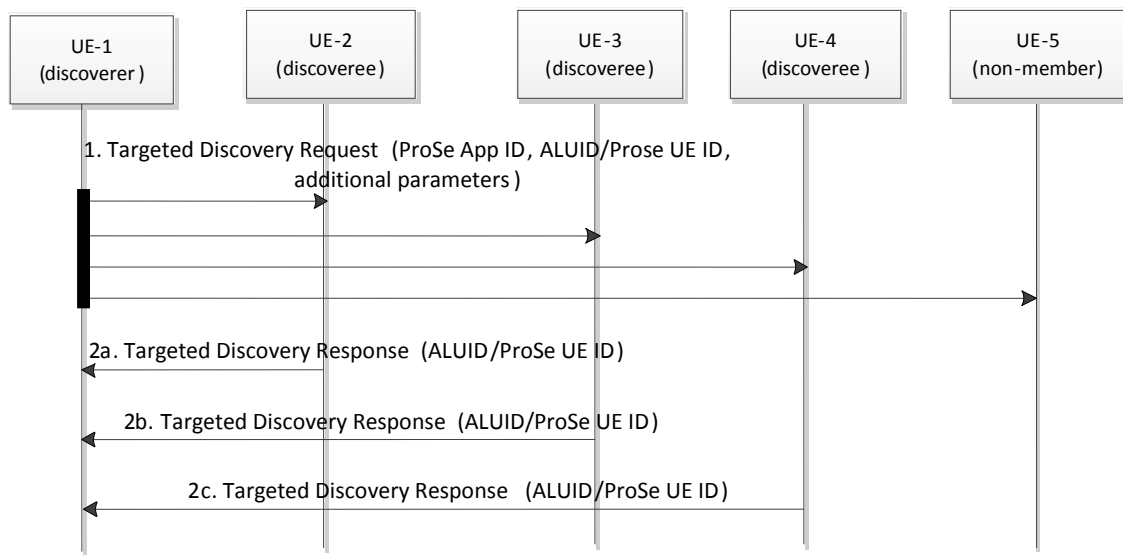 UE-1
(discoverer)
UE-2
(discoveree)
UE-3
(discoveree)
UE-4
(discoveree)
UE-5
(non-member)
1. Targeted Discovery Request (ProSe App ID, ALUID/Prose UE ID,
additional parameters)
2a. Targeted Discovery Response (ALUID/ProSe UE ID)
2b. Targeted Discovery Response (ALUID/ProSe UE ID)
2c. Targeted Discovery Response (ALUID/ProSe UE ID)